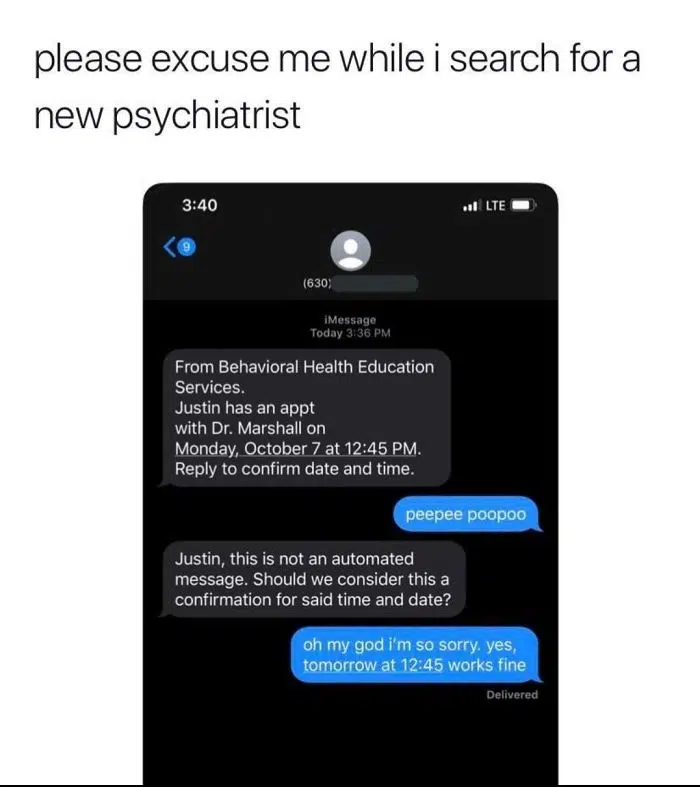 please excuse me while i search for a
new psychiatrist
3:40
LTE
9
(630)
iMessage
Today 3:36 PM
From Behavioral Health Education
Services.
Justin has an appt
with Dr. Marshall on
Monday, October 7 at 12:45 PM.
Reply to confirm date and time.
peepee poopoo
Justin, this is not an automated
message. Should we consider this a
confirmation for said time and date?
oh my god i'm so sorry. yes,
tomorrow at 12:45 works fine
Delivered